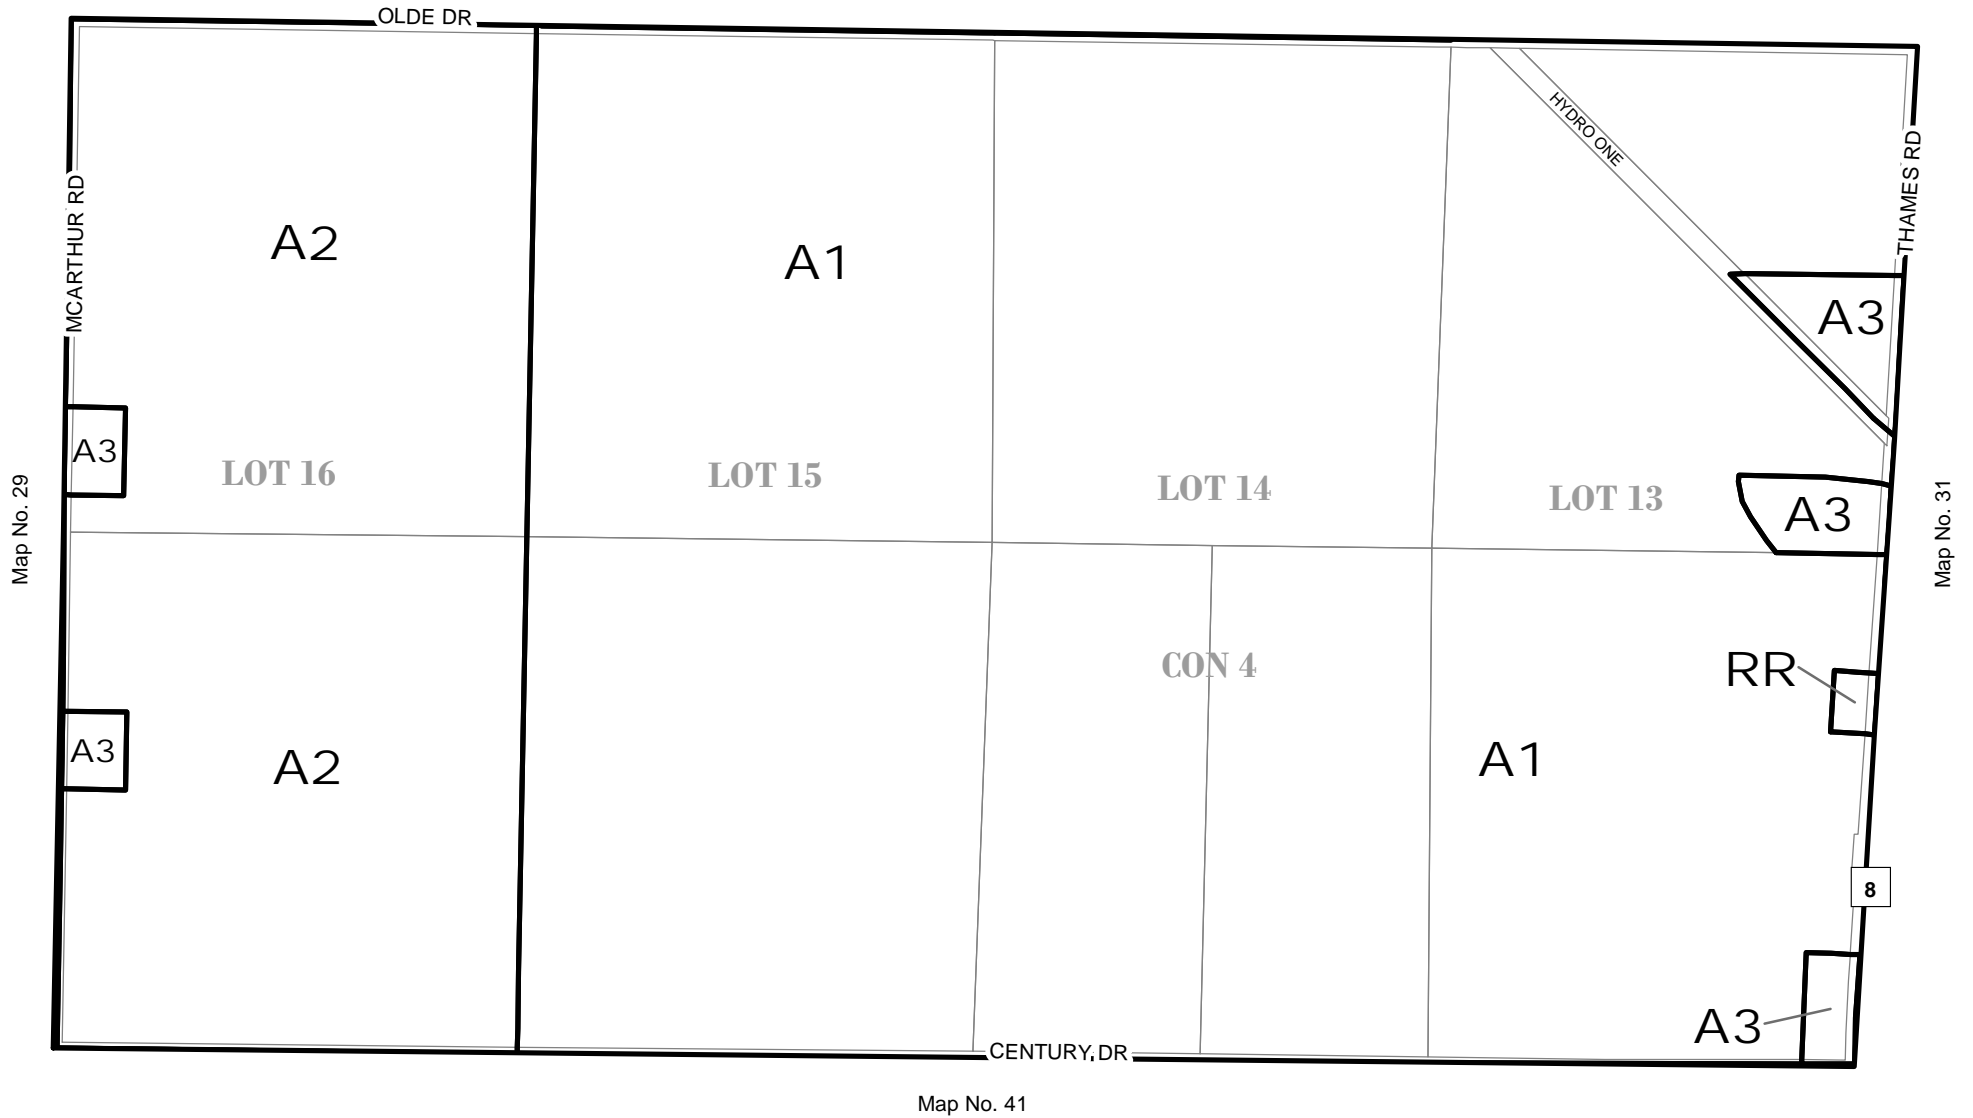 OLDE DR
HYDRO ONE
THAMES RD
MCARTHUR RD
A2
A1
A3
A3
LOT 16
LOT 15
LOT 14
LOT 13
A3
Map No. 29
Map No. 31
CON 4
RR
A3
A2
A1
8
A3
CENTURY DR
Map No. 41